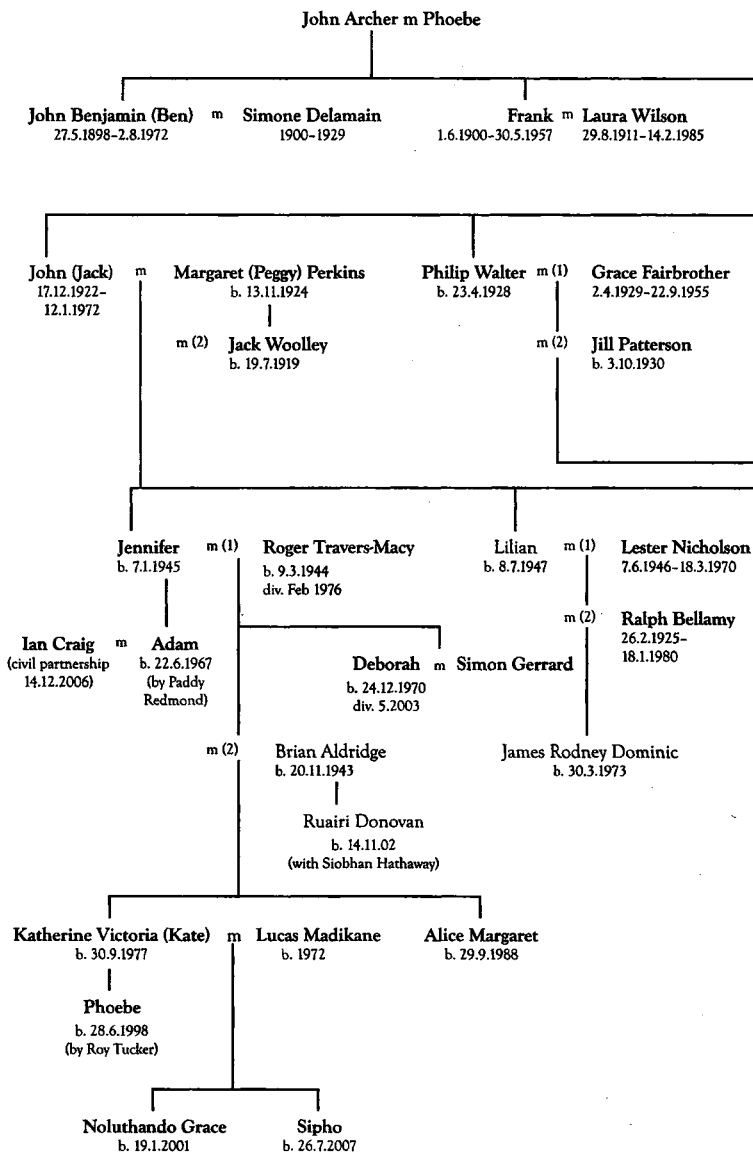 John Archer m Phoebe
John Benjamin (Ben) m Simone Delamain Frank m Laura Wilson
27.5.1898–2.8.1972 1900–1929 1.6.1900–30.5.1957 29.8.1911–14.2.1985
John (Jack) m Margaret (Peggy) Perkins Philip Walter m (1) Grace Fairbrother
17.12.1922– b. 13.11.1924 b. 23.4.1928 2.4.1929–22.9.1955
12.1.1972
m (2) Jack Woolley m (2) Jill Patterson
b. 19.7.1919 b. 3.10.1930
Jennifer m (1) Roger Travers-Macy Lilian m (1) Lester Nicholson
b. 7.1.1945 b. 9.3.1944 b. 8.7.1947 7.6.1946–18.3.1970
div. Feb 1976
m (2) Ralph Bellamy
26.2.1925–
18.1.1980
Ian Craig m Adam
(civil partnership b. 22.6.1967
14.12.2006) (by Paddy
Redmond)
Deborah m Simon Gerrard
b. 24.12.1970
div. 5.2003
m (2) Brian Aldridge James Rodney Dominic
b. 20.11.1943 b. 30.3.1973
Ruairi Donovan
b. 14.11.02
(with Siobhan Hathaway)
Katherine Victoria (Kate) m Lucas Madikane Alice Margaret
b. 30.9.1977 b. 1972 b. 29.9.1988
Phoebe
b. 28.6.1998
(by Roy Tucker)
Noluthando Grace Sipho
b. 19.1.2001 b. 26.7.2007